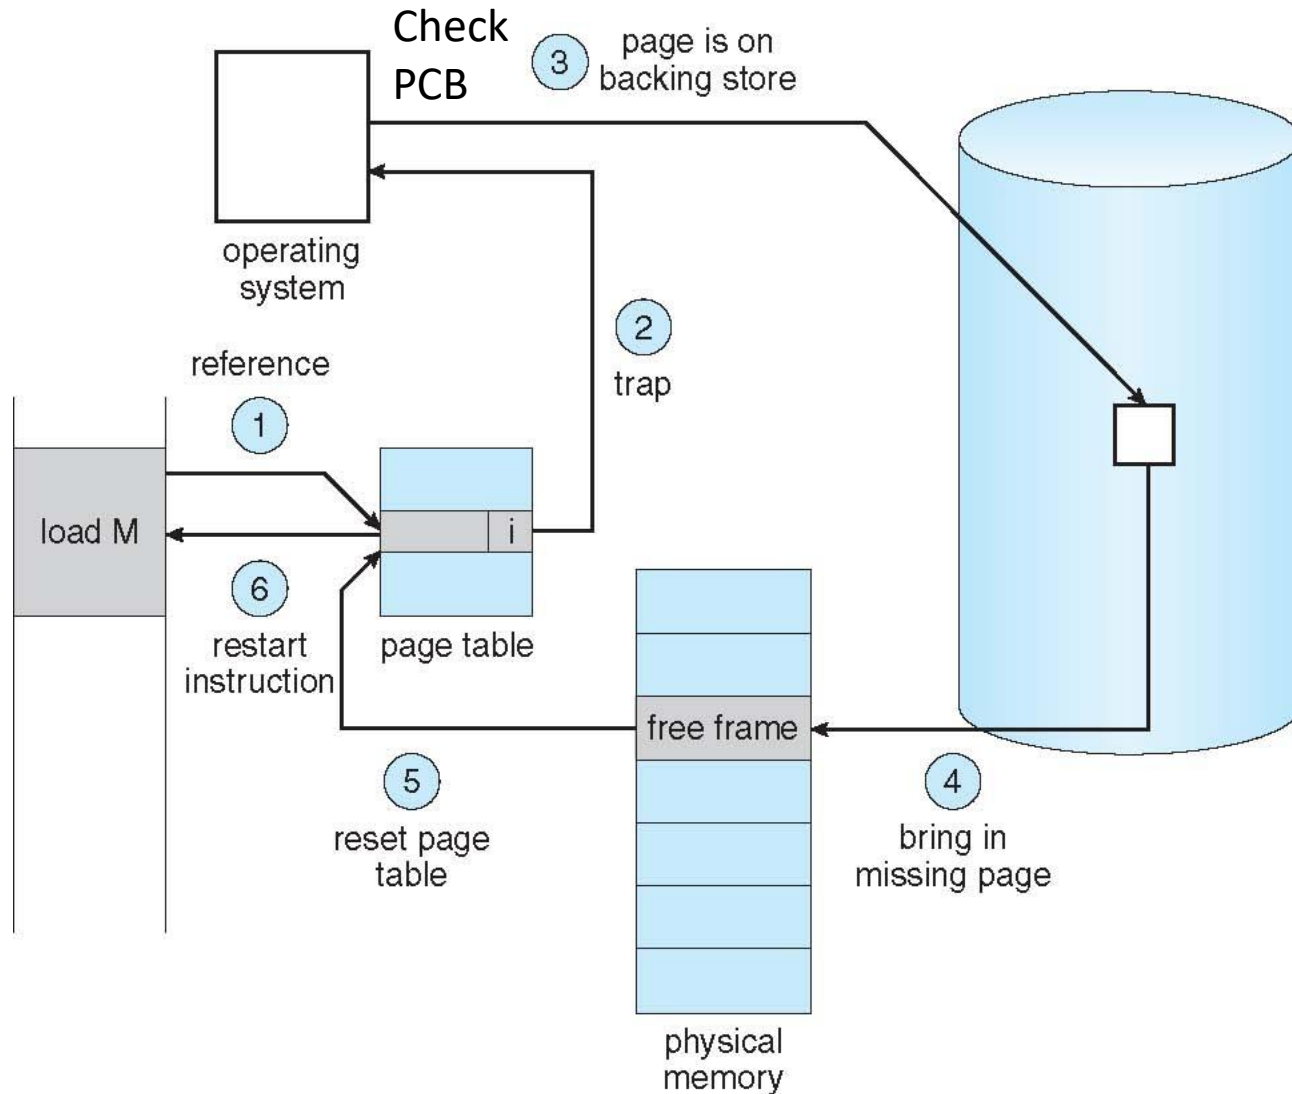 Check
PCB
3
page is on
backing store
operating
system
2
trap
reference
1
load M
i
6
restart
instruction
page table
free frame
5
reset page
table
4
bring in
missing page
physical
memory